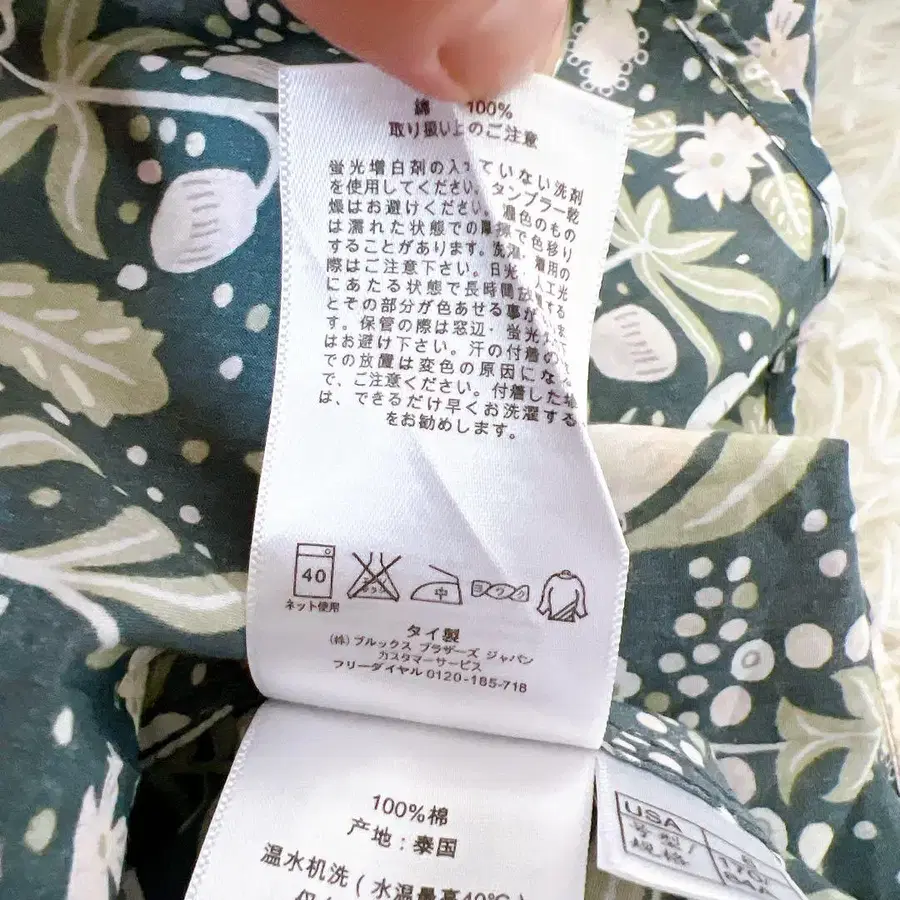 綿 100%
取り扱い上のご注意
蛍光増白剤の入っていない洗剤
を使用してください。タンブラー乾
燥はお避けください。濃色のもの
は濡れた状態での摩擦で色移り
することがあります。洗濯、着用の
際はご注意下さい。日光、人工光
にあたる状態で長時間放置する
とその部分が色あせる事が
す。保管の際は窓辺・蛍光
はお避け下さい。汗の付着の
での放置は変色の原因にな
で、ご注意ください。付着した場
は、できるだけ早くお洗濯する
をお勧めします。
40
中
ネット使用
タイ製
(株) ブルックス ブラザーズ ジャパン
カスタマーサービス
フリーダイヤル 0120-185-718
100%棉
产地:泰国
温水机洗(水温最高40℃)
USA
号型/
规格
170/
84A